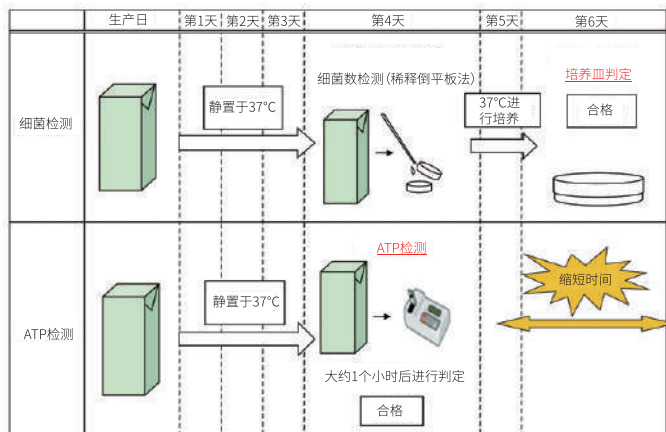 生产日 第1天 第2天 第3天 第4天 第5天 第6天
细菌检测
静置于37℃
细菌数检测(稀释倒平板法)
37℃进
行培养
培养皿判定
合格
ATP检测
静置于37℃
ATP检测
大约1个小时后进行判定
合格
缩短时间